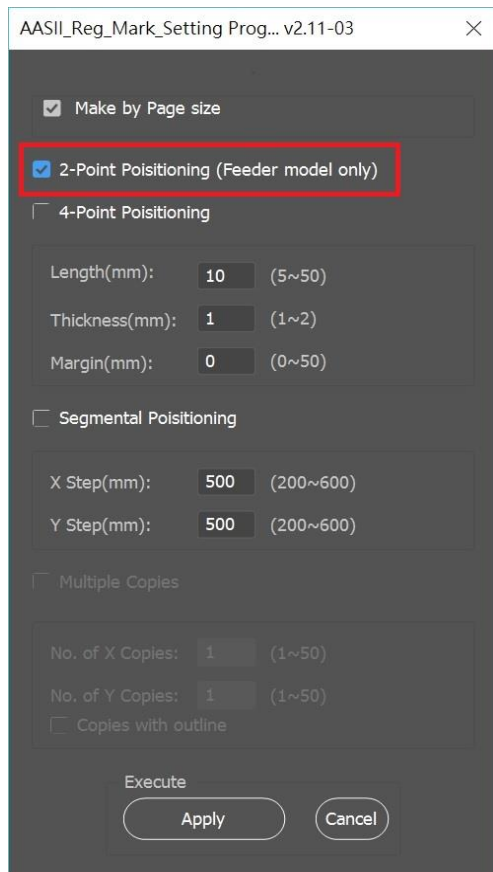 AASII_Reg_Mark_Setting Prog... v2.11-03
Make by Page size
2-Point Poisitioning (Feeder model only)
4-Point Poisitioning
Length(mm): 10 (5~50)
Thickness(mm): 1 (1~2)
Margin(mm): 0 (0~50)
Segmental Poisitioning
X Step(mm): 500 (200~600)
Y Step(mm): 500 (200~600)
Multiple Copies
No. of X Copies: 1 (1~50)
No. of Y Copies: 1 (1~50)
Copies with outline
Execute
Apply Cancel